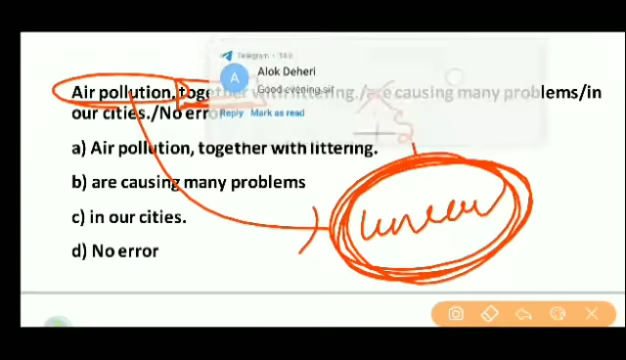 Telegram
Alok Deheri
Air pollution, together with littering./are causing many problems/in
Good evening sir
our cities./No error
Reply Mark as read
a) Air pollution, together with littering.
b) are causing many problems
c) in our cities.
d) No error